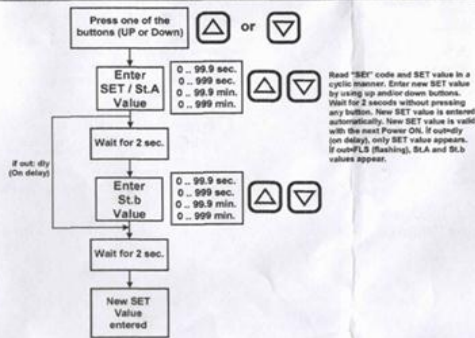 Press one of the
buttons (UP or Down)
or
Enter
SET / St.A
Value
0 .. 99.9 sec.
0 .. 999 sec.
0 .. 99.9 min.
0 .. 999 min.
Read "SEt" code and SET value in a
cyclic manner. Enter new SET value
by using up and/or down buttons.
Wait for 2 secods without pressing
any button. New SET value is entered
automatically. New SET value is valid
with the next Power ON. if out=dly
(on delay), only SET value appears.
if out=FLS (flashing), St.A and St.b
values appear.
Wait for 2 sec.
if out: dly
(On delay)
Enter
St.b
Value
0 .. 99.9 sec.
0 .. 999 sec.
0 .. 99.9 min.
0 .. 999 min.
Wait for 2 sec.
New SET
Value
entered